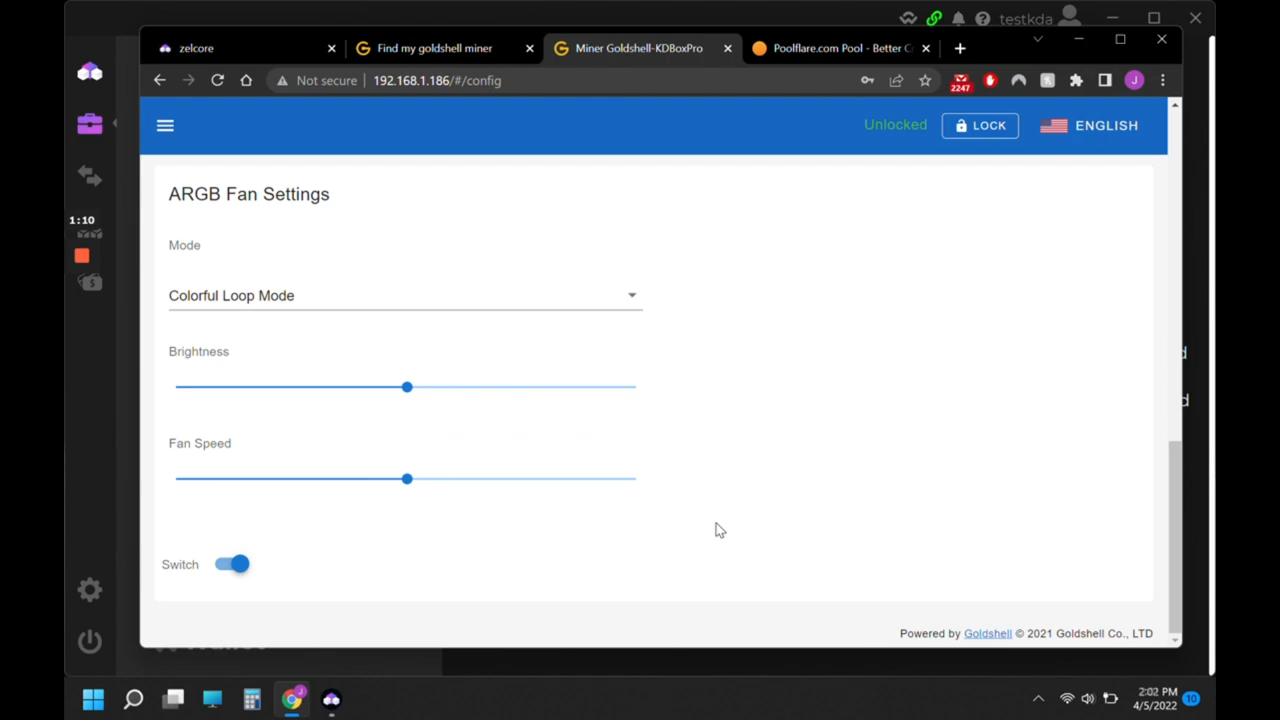 testkda
zelcore
Find my goldshell miner
Miner Goldshell-KDBoxPro
Poolflare.com Pool - Better C
Not secure
192.168.1.186/#/config
2247
J
Unlocked
LOCK
ENGLISH
ARGB Fan Settings
1:10
Mode
Colorful Loop Mode
Brightness
Fan Speed
Switch
Powered by Goldshell © 2021 Goldshell Co., LTD
2:02 PM
4/5/2022
10